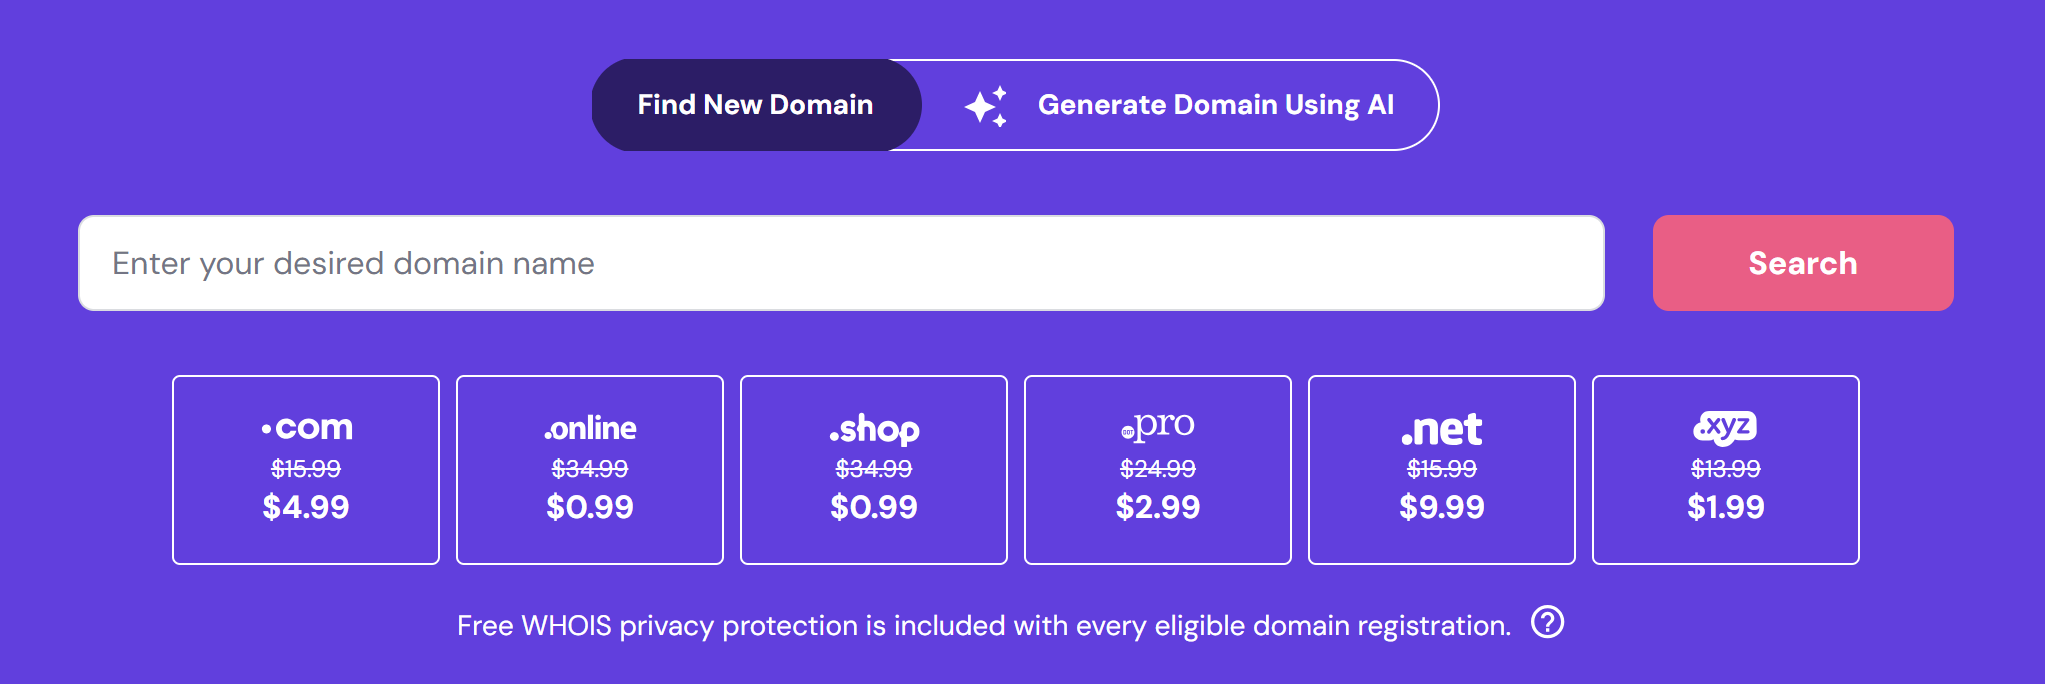 Find New Domain
Generate Domain Using AI
Enter your desired domain name
Search
.com
$15.99
$4.99
.online
$34.99
$0.99
.shop
$34.99
$0.99
DOT pro
$24.99
$2.99
.net
$15.99
$9.99
.xyz
$13.99
$1.99
Free WHOIS privacy protection is included with every eligible domain registration.